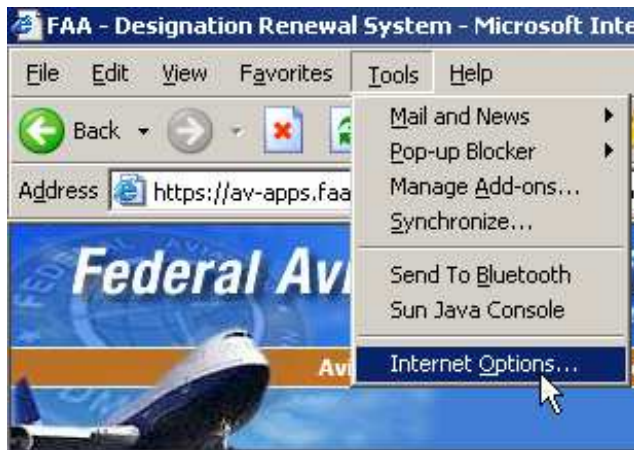 FAA - Designation Renewal System - Microsoft Inte
File Edit View Favorites Tools Help
Back
Mail and News
Pop-up Blocker
Address https://av-apps.faa
Manage Add-ons...
Synchronize...
Federal Avi
Send To Bluetooth
Sun Java Console
Avi
Internet Options...